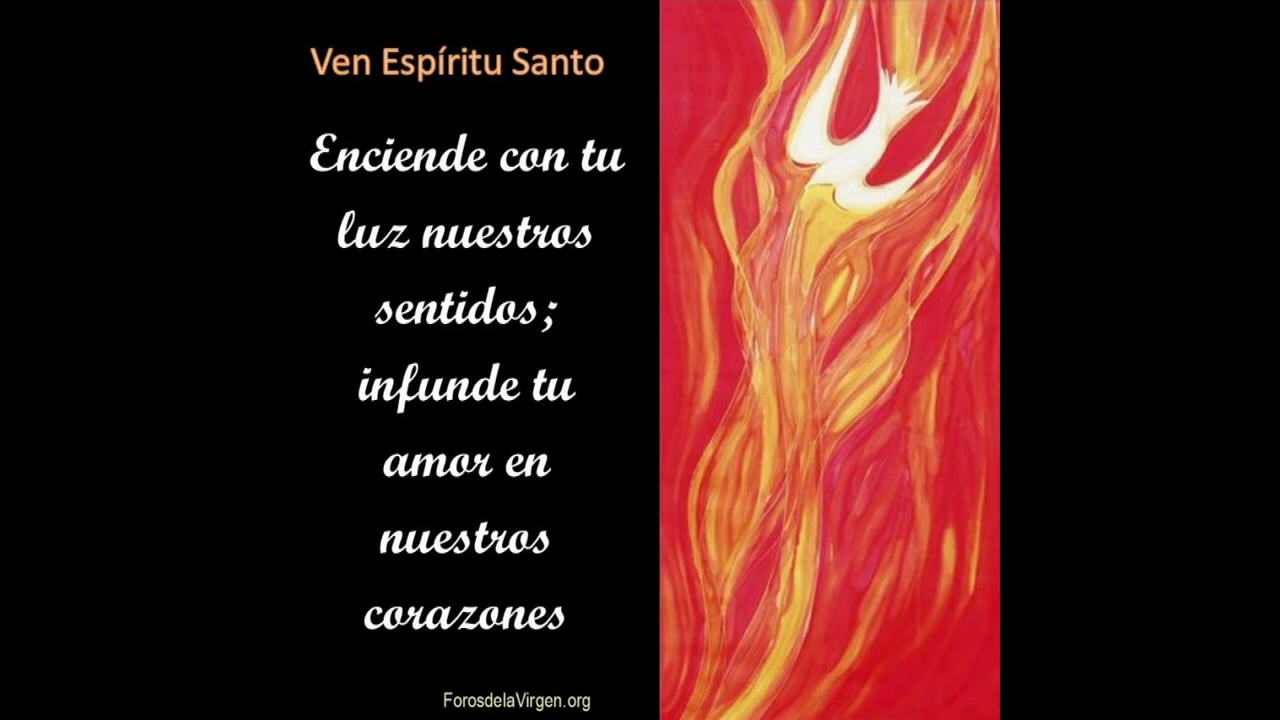 Ven Espíritu Santo
Enciende con tu
luz nuestros
sentidos;
infunde tu
amor en
nuestros
corazones
ForosdelaVirgen.org